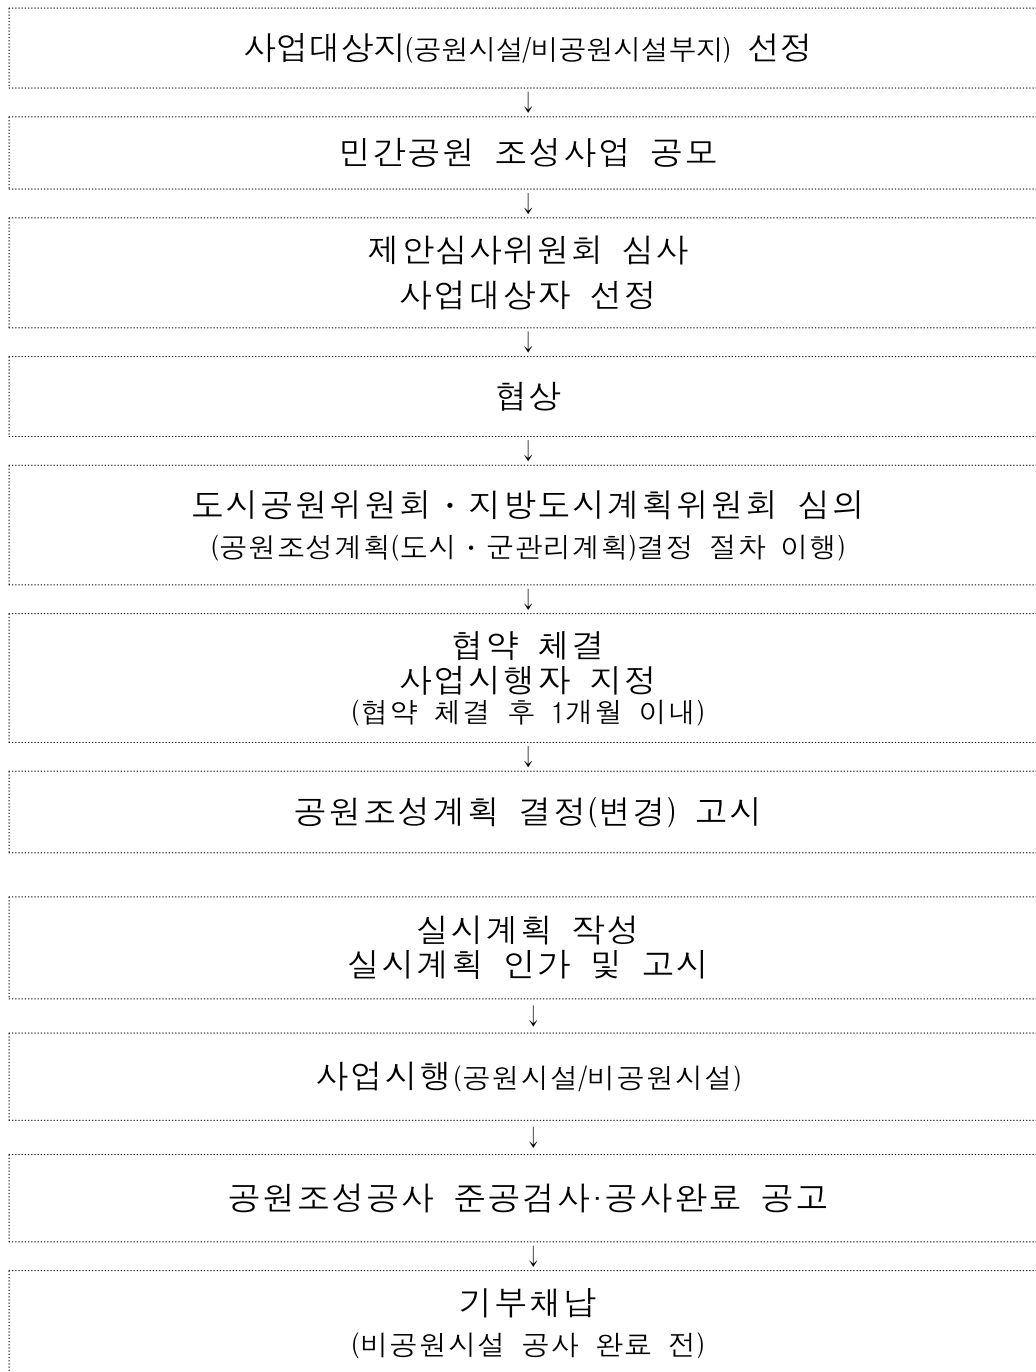 사업대상지(공원시설/비공원시설부지) 선정
↓
민간공원 조성사업 공모
↓
제안심사위원회 심사
사업대상자 선정
↓
협상
↓
도시공원위원회・지방도시계획위원회 심의
(공원조성계획(도시・군관리계획)결정 절차 이행)
↓
협약 체결
사업시행자 지정
(협약 체결 후 1개월 이내)
↓
공원조성계획 결정(변경) 고시
실시계획 작성
실시계획 인가 및 고시
↓
사업시행(공원시설/비공원시설)
↓
공원조성공사 준공검사·공사완료 공고
↓
기부채납
(비공원시설 공사 완료 전)